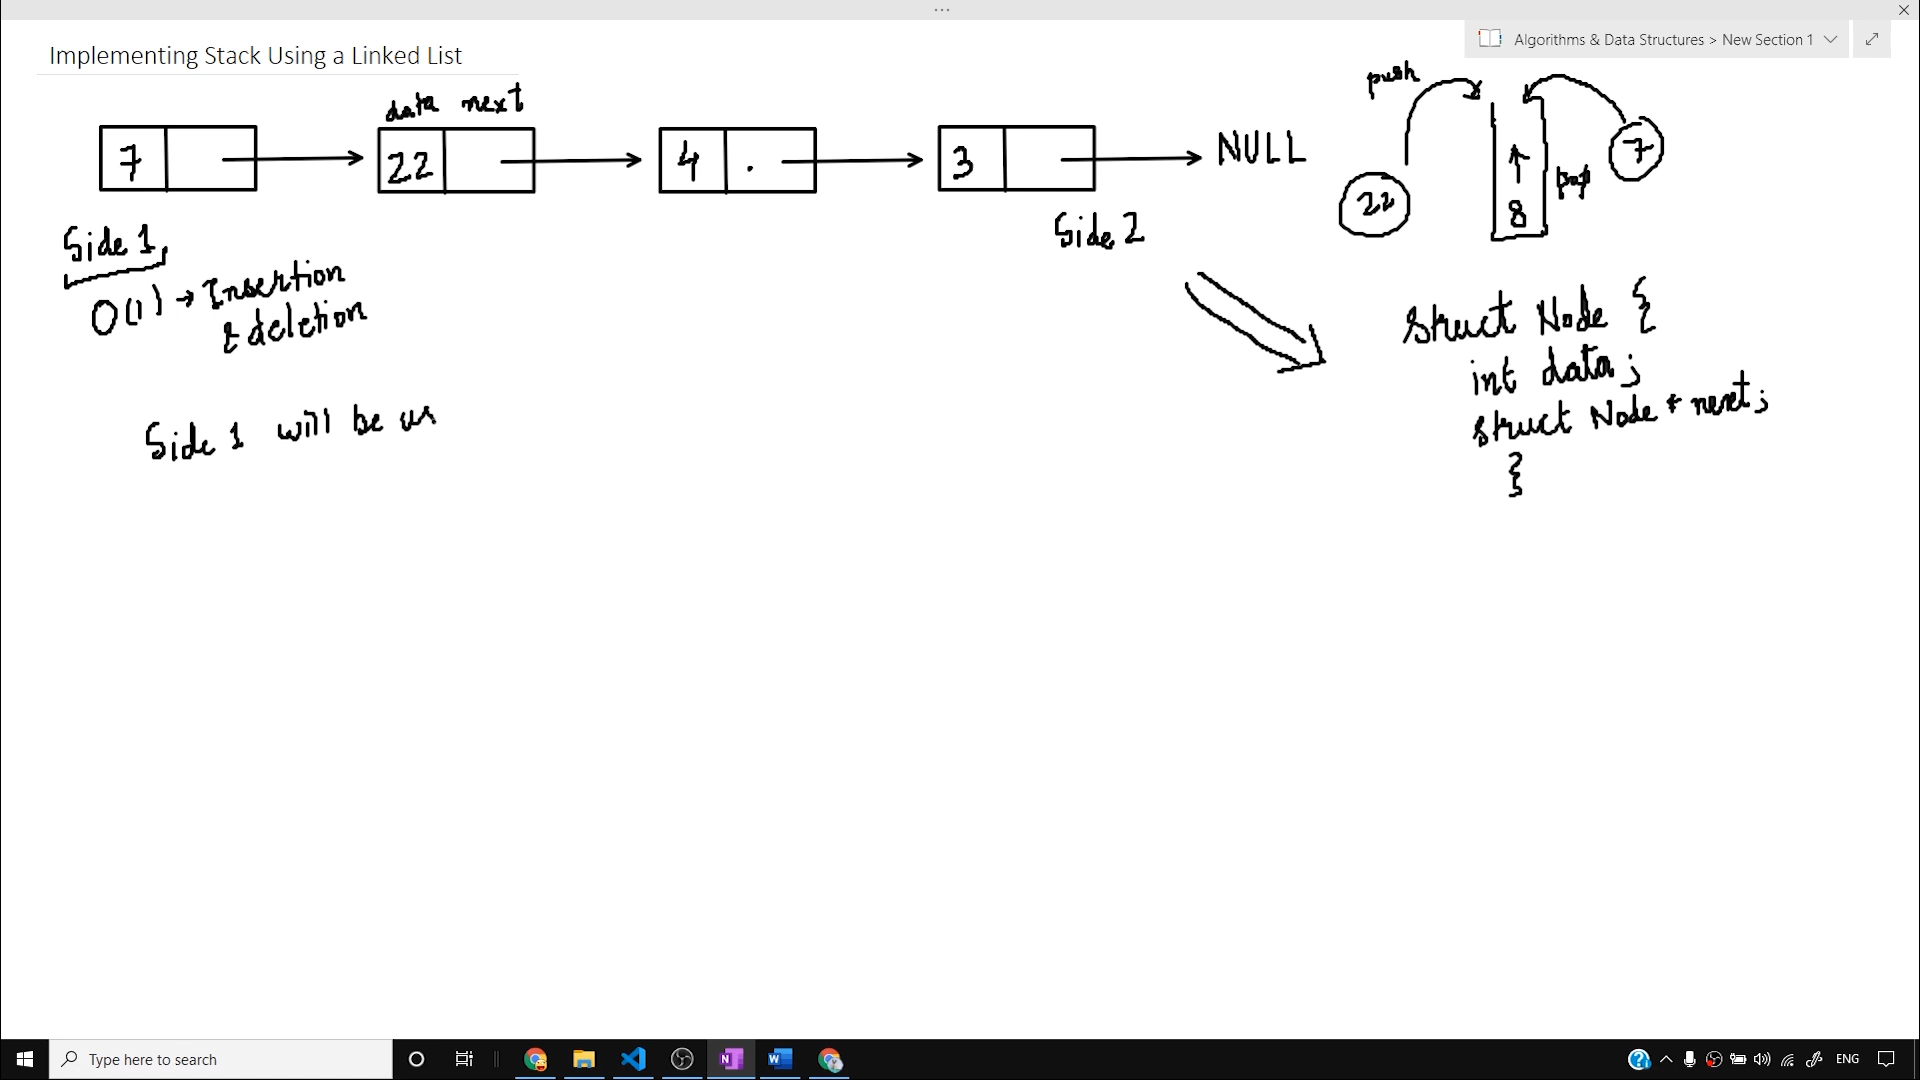 Implementing Stack Using a Linked List
Algorithms & Data Structures > New Section 1
data next
push
7
22
4 .
3
NULL
22
8
pop
7
Side 1
Side 2
O(1) → Insertion
& deletion
Struct Node {
int data;
struct Node * next;
}
Side 1 will be us
Type here to search
ENG